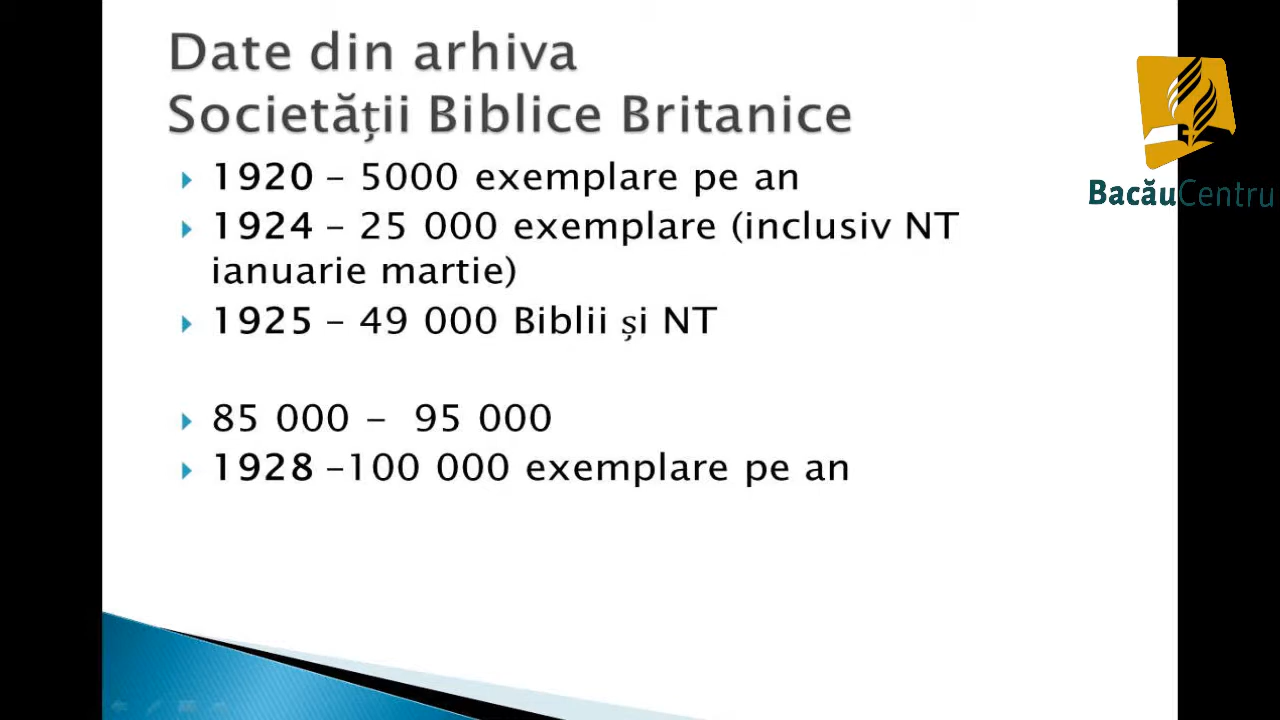 Date din arhiva
Societății Biblice Britanice
1920 – 5000 exemplare pe an
1924 – 25 000 exemplare (inclusiv NT
ianuarie martie)
1925 – 49 000 Biblii și NT
85 000 – 95 000
1928 –100 000 exemplare pe an
BacăuCentru